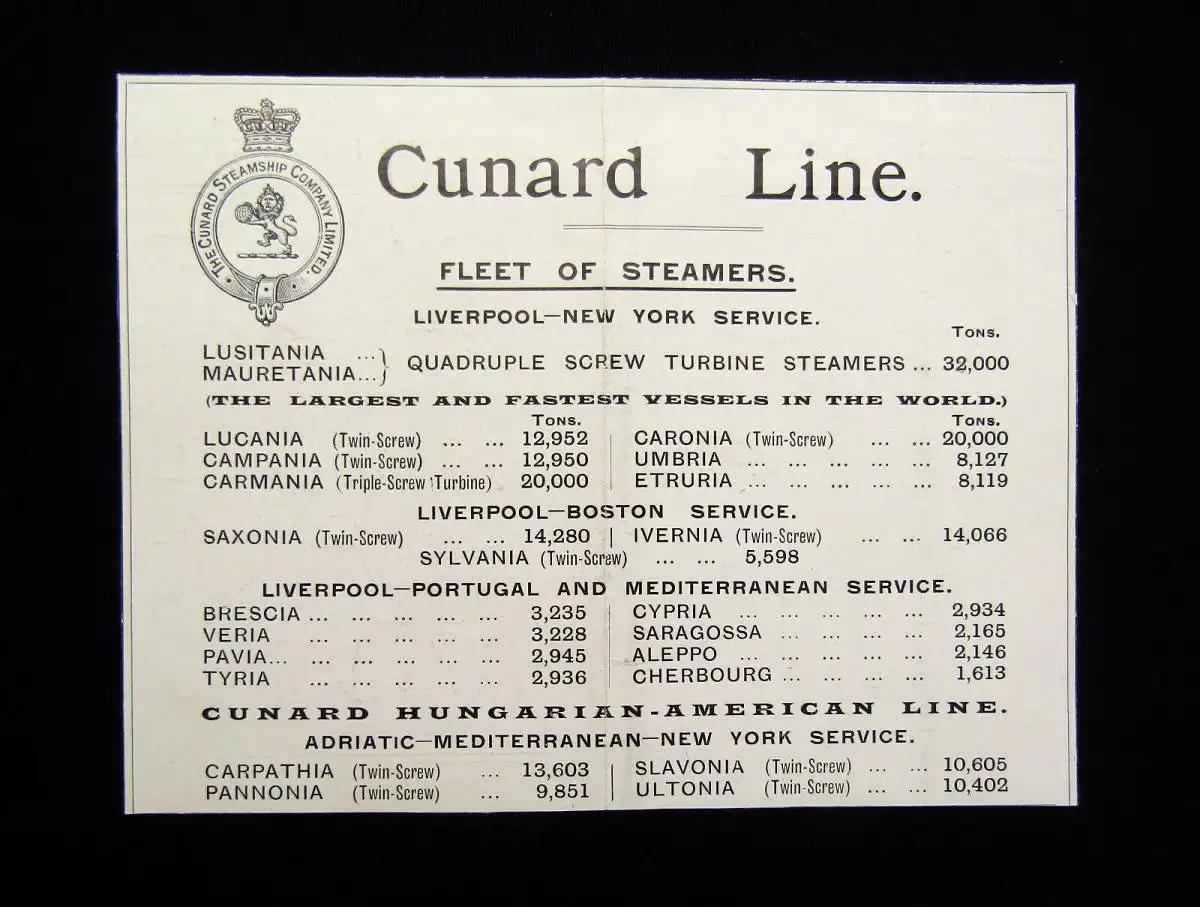 THE CUNARD STEAMSHIP COMPANY LIMITED.
Cunard Line.
FLEET OF STEAMERS.
LIVERPOOL—NEW YORK SERVICE.
TONS.
LUSITANIA ...}
MAURETANIA...} QUADRUPLE SCREW TURBINE STEAMERS ... 32,000
(THE LARGEST AND FASTEST VESSELS IN THE WORLD.)
TONS. TONS.
LUCANIA (Twin-Screw) ... ... 12,952 | CARONIA (Twin-Screw) ... ... 20,000
CAMPANIA (Twin-Screw) ... ... 12,950 | UMBRIA ... ... ... ... ... 8,127
CARMANIA (Triple-Screw Turbine) 20,000 | ETRURIA ... ... ... ... ... 8,119
LIVERPOOL—BOSTON SERVICE.
SAXONIA (Twin-Screw) ... ... 14,280 | IVERNIA (Twin-Screw) ... ... 14,066
SYLVANIA (Twin-Screw) ... ... 5,598
LIVERPOOL—PORTUGAL AND MEDITERRANEAN SERVICE.
BRESCIA ... ... ... ... ... 3,235 | CYPRIA ... ... ... ... ... 2,934
VERIA ... ... ... ... ... 3,228 | SARAGOSSA ... ... ... ... 2,165
PAVIA... ... ... ... ... ... 2,945 | ALEPPO ... ... ... ... ... 2,146
TYRIA ... ... ... ... ... 2,936 | CHERBOURG ... ... ... ... 1,613
CUNARD HUNGARIAN-AMERICAN LINE.
ADRIATIC—MEDITERRANEAN—NEW YORK SERVICE.
CARPATHIA (Twin-Screw) ... 13,603 | SLAVONIA (Twin-Screw) ... ... 10,605
PANNONIA (Twin-Screw) ... 9,851 | ULTONIA (Twin-Screw) ... ... 10,402